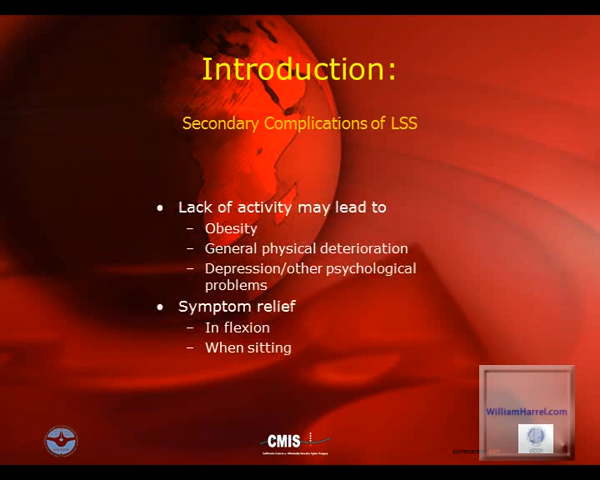 Introduction:
Secondary Complications of LSS
• Lack of activity may lead to
– Obesity
– General physical deterioration
– Depression/other psychological
problems
• Symptom relief
– In flexion
– When sitting
WilliamHarrel.com
CMIS